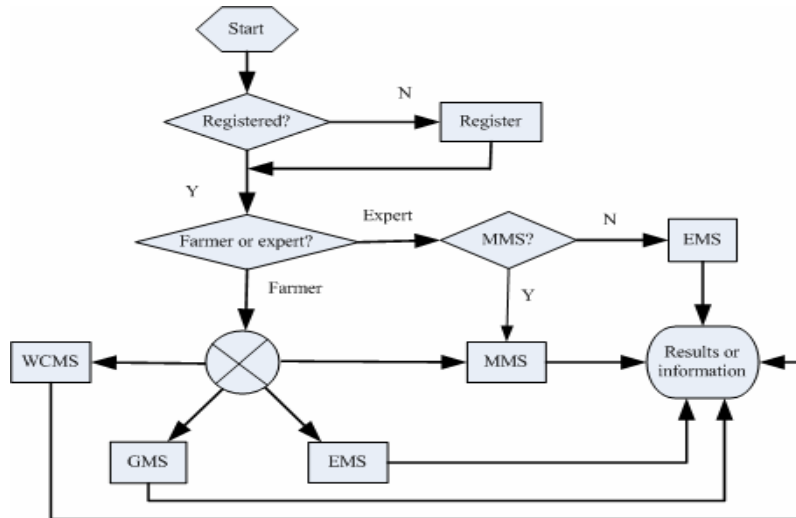 Start
N
Registered?
Register
Y
Expert
N
Farmer or expert?
MMS?
EMS
Farmer
Y
WCMS
MMS
Results or
information
GMS
EMS